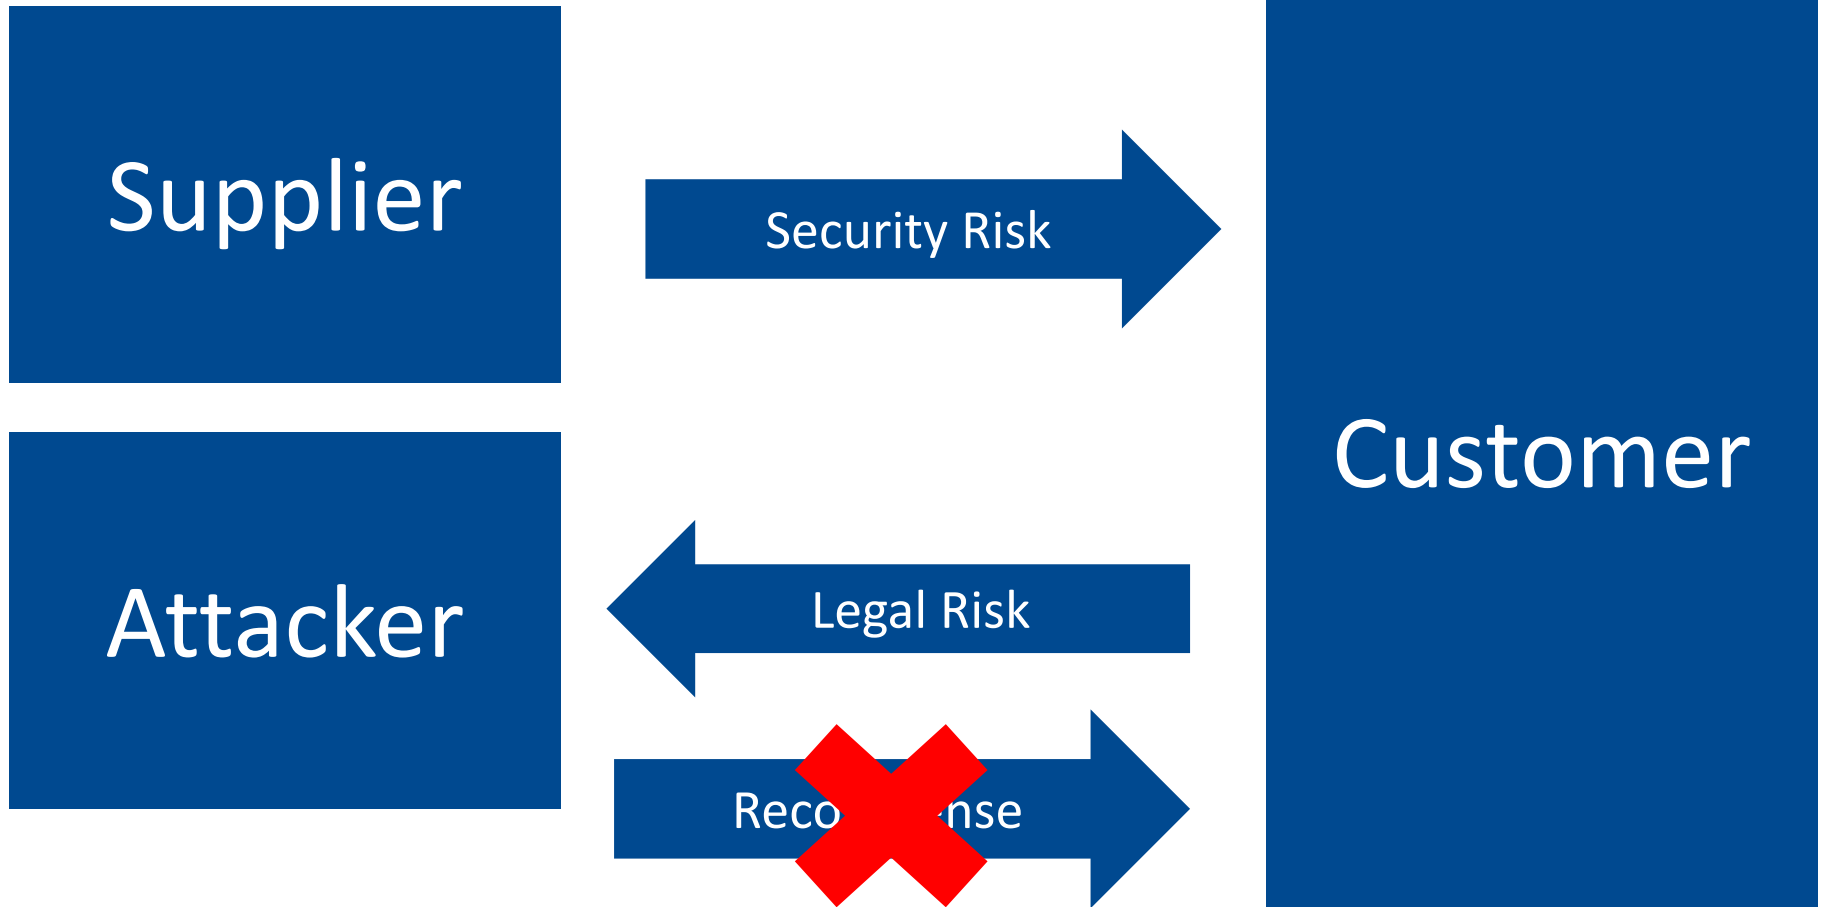 Supplier
Security Risk
Customer
Attacker
Legal Risk